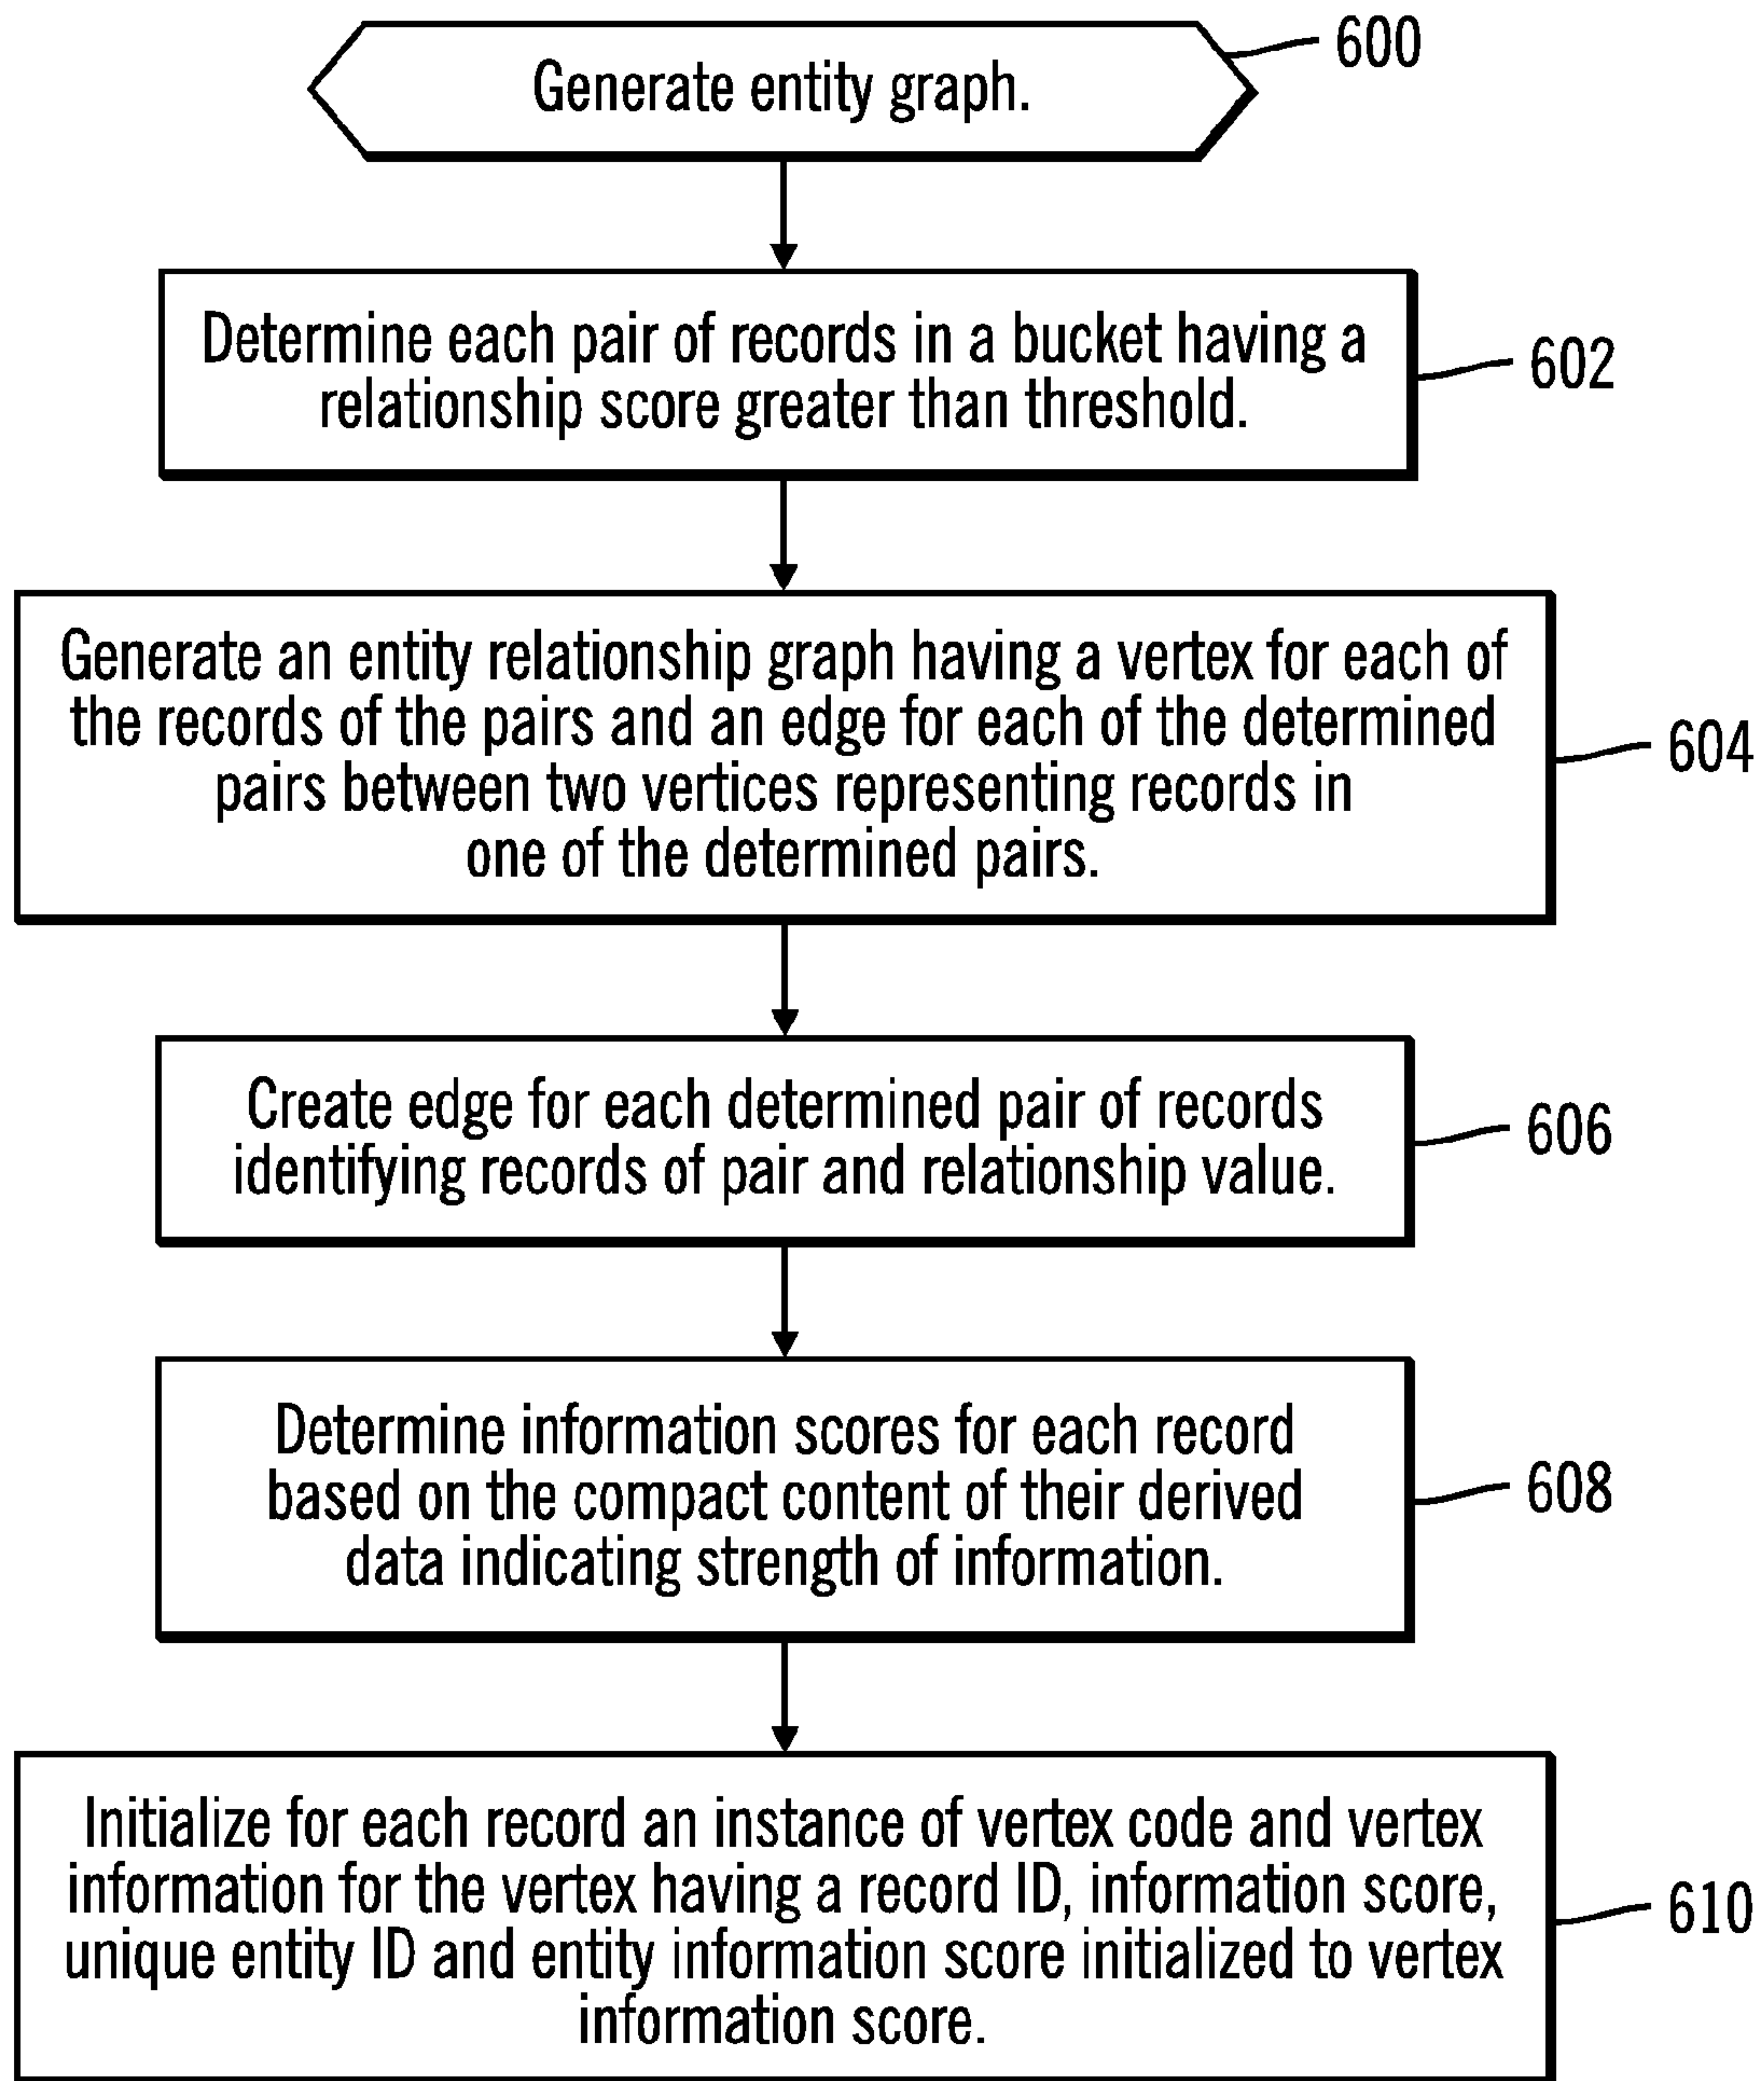 Generate entity graph.
600
Determine each pair of records in a bucket having a
relationship score greater than threshold.
602
Generate an entity relationship graph having a vertex for each of
the records of the pairs and an edge for each of the determined
pairs between two vertices representing records in
one of the determined pairs.
604
Create edge for each determined pair of records
identifying records of pair and relationship value.
606
Determine information scores for each record
based on the compact content of their derived
data indicating strength of information.
608
Initialize for each record an instance of vertex code and vertex
information for the vertex having a record ID, information score,
unique entity ID and entity information score initialized to vertex
information score.
610